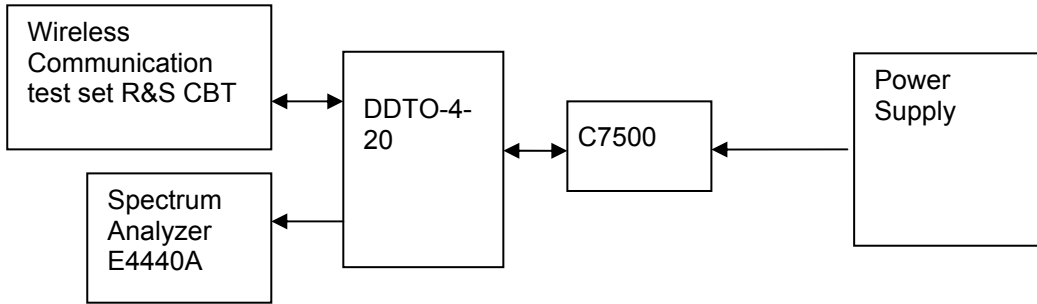 Wireless
Communication
test set R&S CBT
DDTO-4-
20
C7500
Power
Supply
Spectrum
Analyzer
E4440A